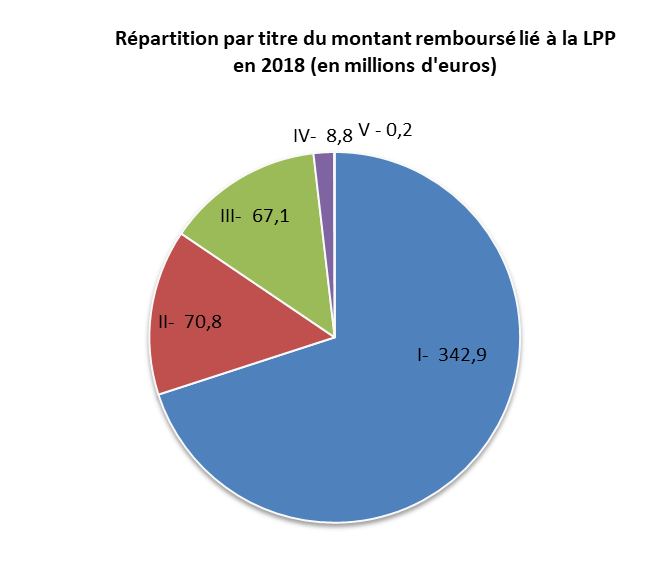 Répartition par titre du montant remboursé lié à la LPP
en 2018 (en millions d'euros)
IV-  8,8
V - 0,2
III-  67,1
II-  70,8
I-  342,9